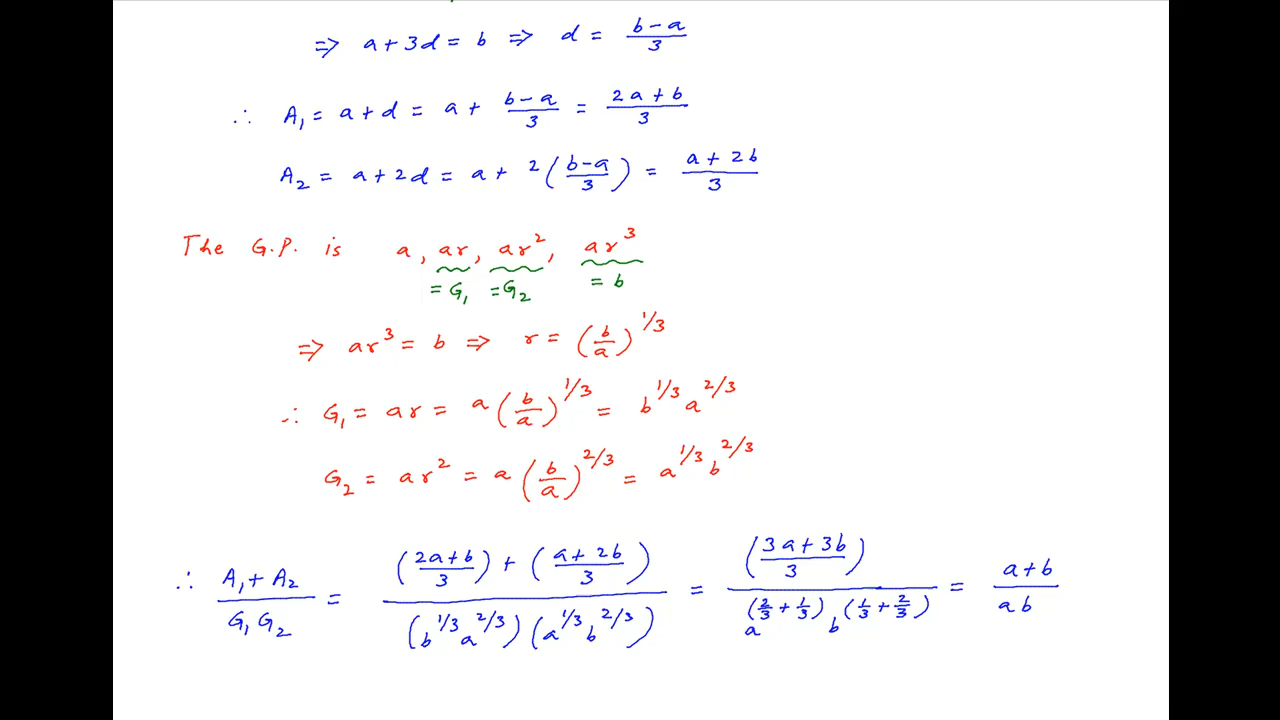 ⇒ a + 3d = b ⇒ d = (b − a)/3
∴ A₁ = a + d = a + (b − a)/3 = (2a + b)/3
A₂ = a + 2d = a + 2((b − a)/3) = (a + 2b)/3
The G.P. is a, ar, ar², ar³
= G₁ = G₂ = b
⇒ ar³ = b ⇒ r = (b/a)^(1/3)
∴ G₁ = ar = a(b/a)^(1/3) = b^(1/3) a^(2/3)
G₂ = ar² = a(b/a)^(2/3) = a^(1/3) b^(2/3)
∴ (A₁ + A₂)/(G₁G₂) = (((2a + b)/3) + ((a + 2b)/3))/((b^(1/3) a^(2/3))(a^(1/3) b^(2/3))) = ((3a + 3b)/3)/(a^(2/3 + 1/3) b^(1/3 + 2/3)) = (a + b)/(ab)